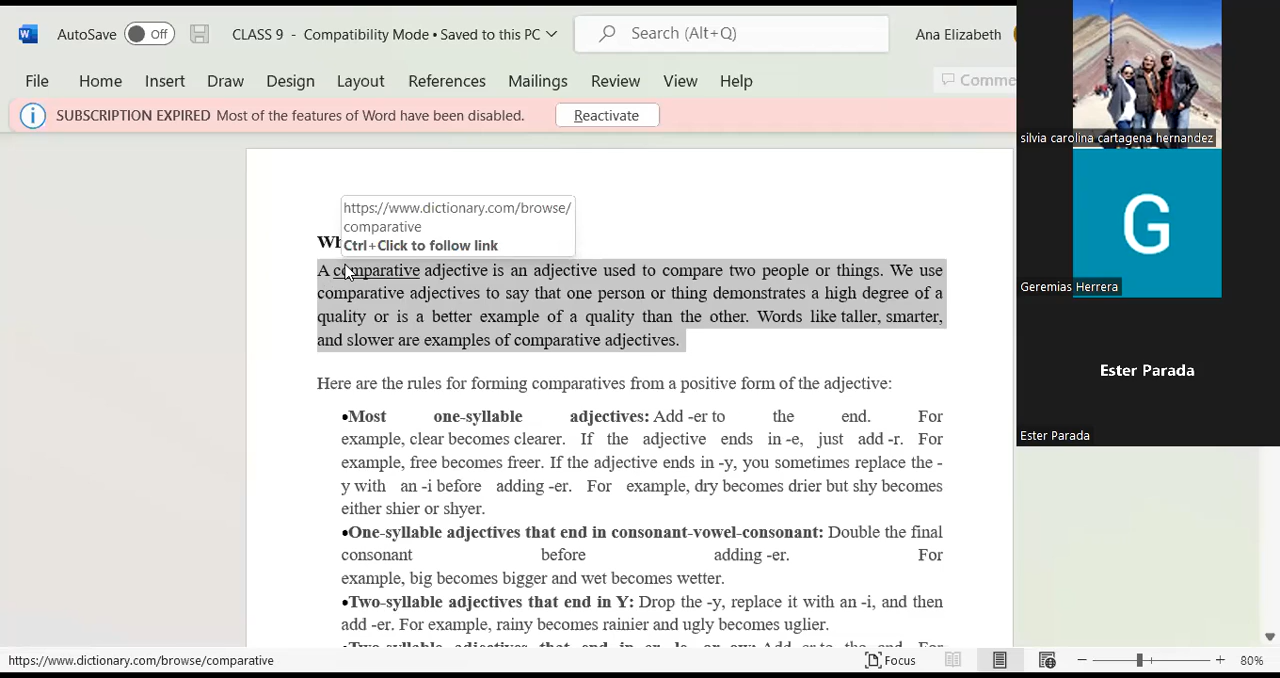 AutoSave Off CLASS 9 - Compatibility Mode • Saved to this PC Search (Alt+Q) Ana Elizabeth
File Home Insert Draw Design Layout References Mailings Review View Help Comme
SUBSCRIPTION EXPIRED Most of the features of Word have been disabled. Reactivate
silvia carolina cartagena hernandez
https://www.dictionary.com/browse/
comparative
Ctrl+Click to follow link
Wh
A comparative adjective is an adjective used to compare two people or things. We use
comparative adjectives to say that one person or thing demonstrates a high degree of a
quality or is a better example of a quality than the other. Words like taller, smarter,
and slower are examples of comparative adjectives.
G
Geremias Herrera
Here are the rules for forming comparatives from a positive form of the adjective:
•Most one-syllable adjectives: Add -er to the end. For
example, clear becomes clearer. If the adjective ends in -e, just add -r. For
example, free becomes freer. If the adjective ends in -y, you sometimes replace the -
y with an -i before adding -er. For example, dry becomes drier but shy becomes
either shier or shyer.
•One-syllable adjectives that end in consonant-vowel-consonant: Double the final
consonant before adding -er. For
example, big becomes bigger and wet becomes wetter.
•Two-syllable adjectives that end in Y: Drop the -y, replace it with an -i, and then
add -er. For example, rainy becomes rainier and ugly becomes uglier.
Ester Parada
Ester Parada
https://www.dictionary.com/browse/comparative Focus 80%